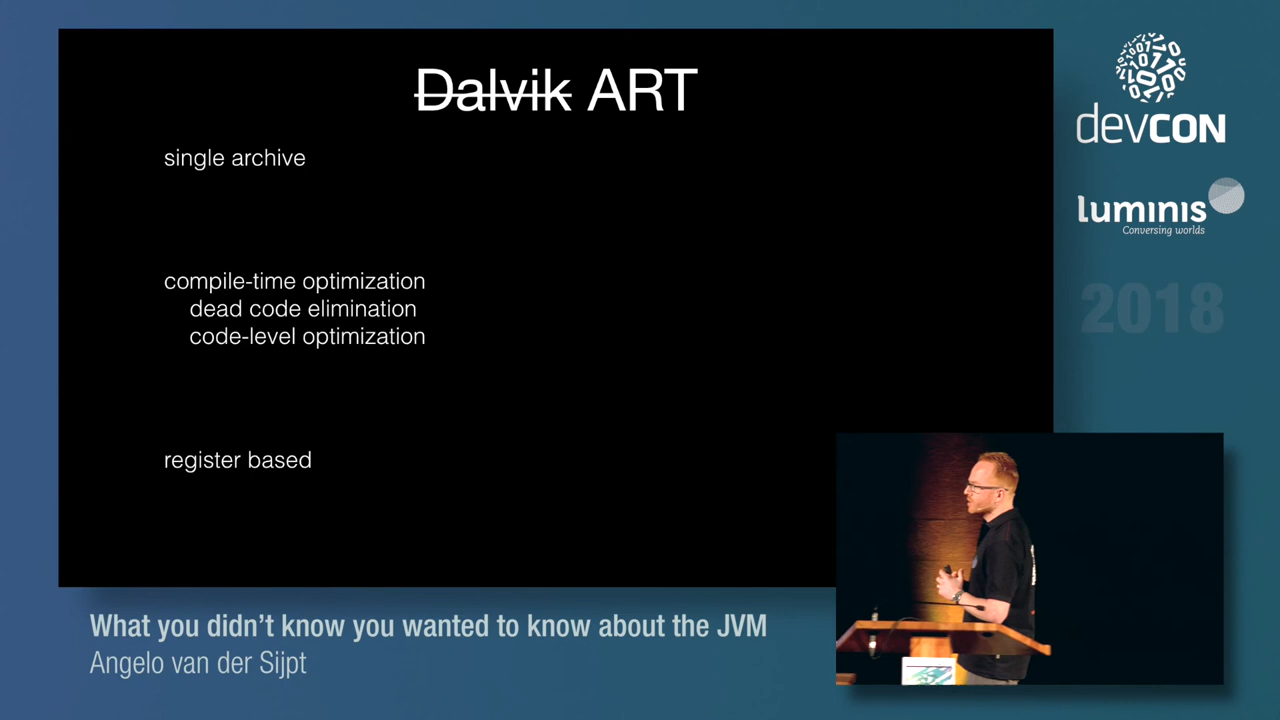 Dalvik ART
single archive
compile-time optimization
dead code elimination
code-level optimization
register based
devCON
luminis
Conversing worlds
2018
What you didn't know you wanted to know about the JVM
Angelo van der Sijpt